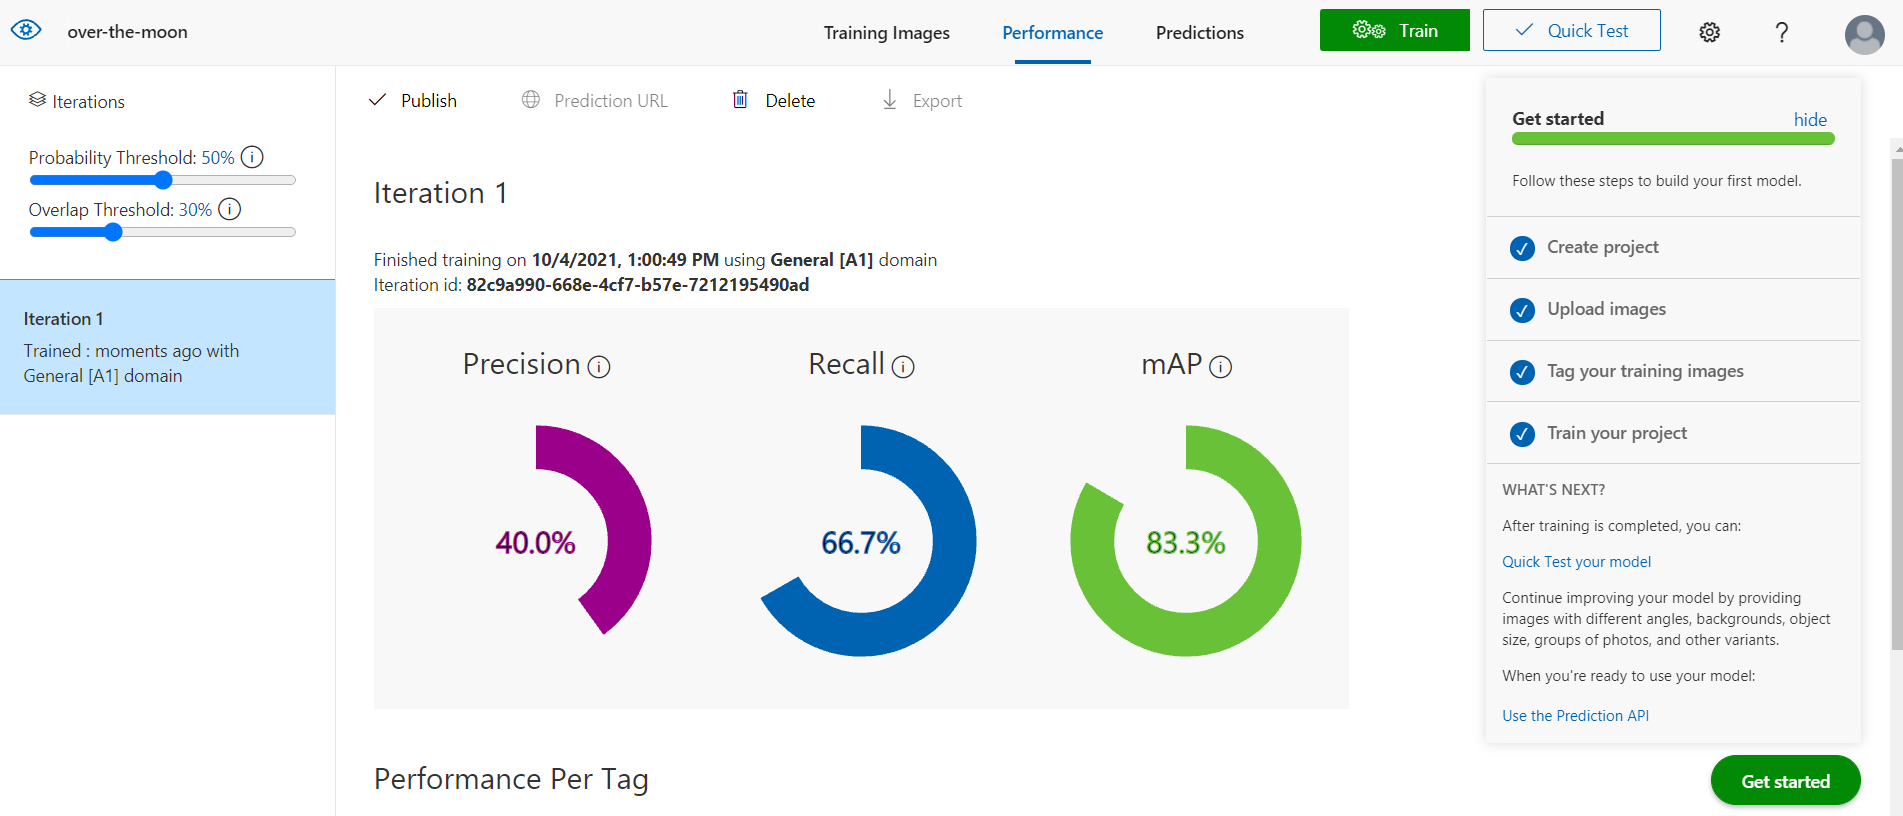 over-the-moon
Training Images
Performance
Predictions
Train
Quick Test
?
Iterations
Probability Threshold: 50% i
Overlap Threshold: 30% i
Iteration 1
Trained : moments ago with
General [A1] domain
Publish
Prediction URL
Delete
Export
Iteration 1
Finished training on 10/4/2021, 1:00:49 PM using General [A1] domain
Iteration id: 82c9a990-668e-4cf7-b57e-7212195490ad
Precision i
Recall i
mAP i
40.0%
66.7%
83.3%
Performance Per Tag
Get started
hide
Follow these steps to build your first model.
Create project
Upload images
Tag your training images
Train your project
WHAT'S NEXT?
After training is completed, you can:
Quick Test your model
Continue improving your model by providing
images with different angles, backgrounds, object
size, groups of photos, and other variants.
When you're ready to use your model:
Use the Prediction API
Get started